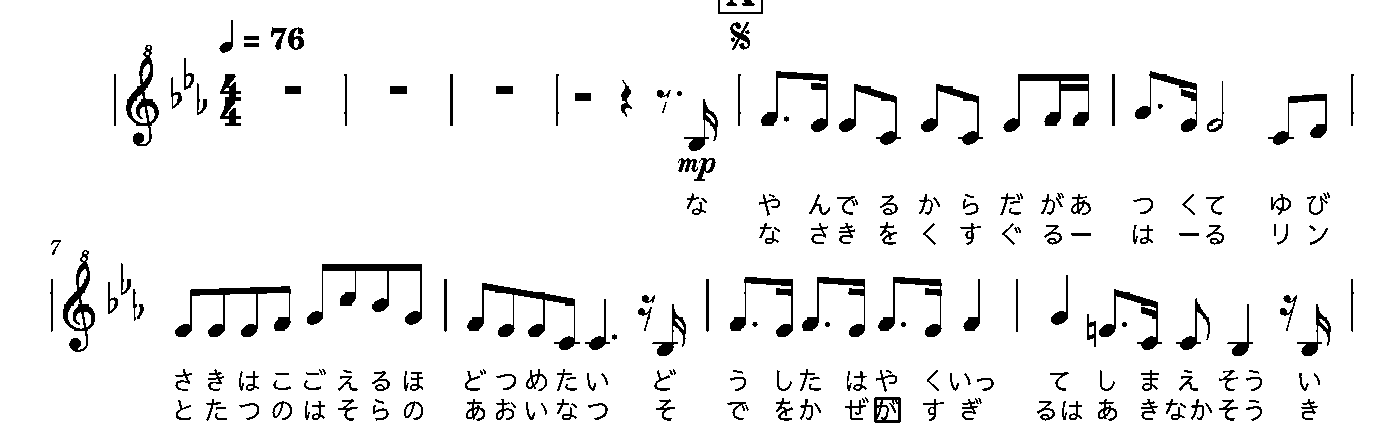 A
= 76
8
4
4
mp
な や んで る か ら だ があ つ くて ゆ び
な さき を く す ぐ るー は ーる リ ン
7
8
さ き は こ ご え る ほ ど つ め た い ど う した はや くいっ て し ま え そう い
と た つ の は そ ら の あ お い な つ そ で をか ぜが す ぎ るは あ きなか そう き